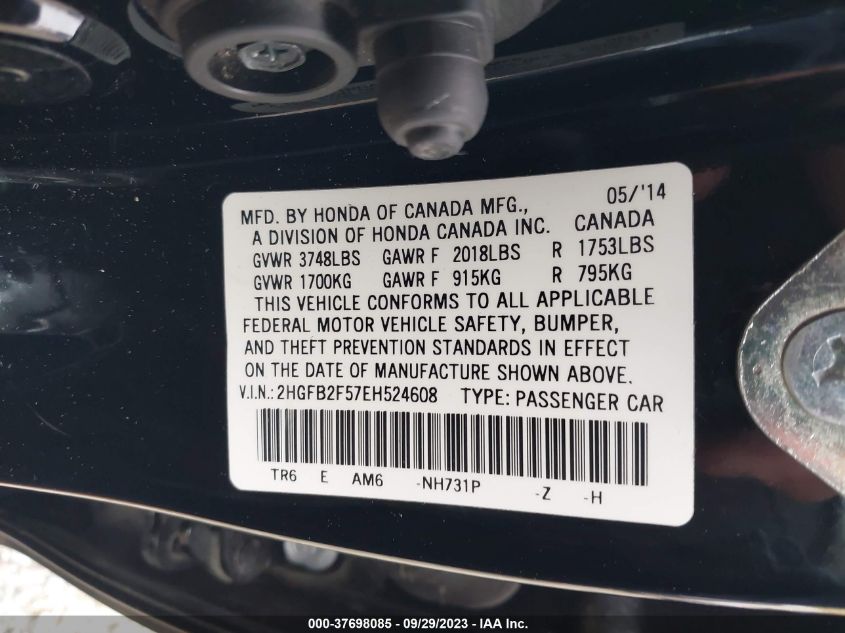 05/'14
MFD. BY HONDA OF CANADA MFG.,
A DIVISION OF HONDA CANADA INC. CANADA
GVWR 3748LBS GAWR F 2018LBS R 1753LBS
GVWR 1700KG GAWR F 915KG R 795KG
THIS VEHICLE CONFORMS TO ALL APPLICABLE
FEDERAL MOTOR VEHICLE SAFETY, BUMPER,
AND THEFT PREVENTION STANDARDS IN EFFECT
ON THE DATE OF MANUFACTURE SHOWN ABOVE.
V.I.N.: 2HGFB2F57EH524608 TYPE: PASSENGER CAR
TR6 E AM6 -NH731P -Z -H
000-37698085 - 09/29/2023 - IAA Inc.